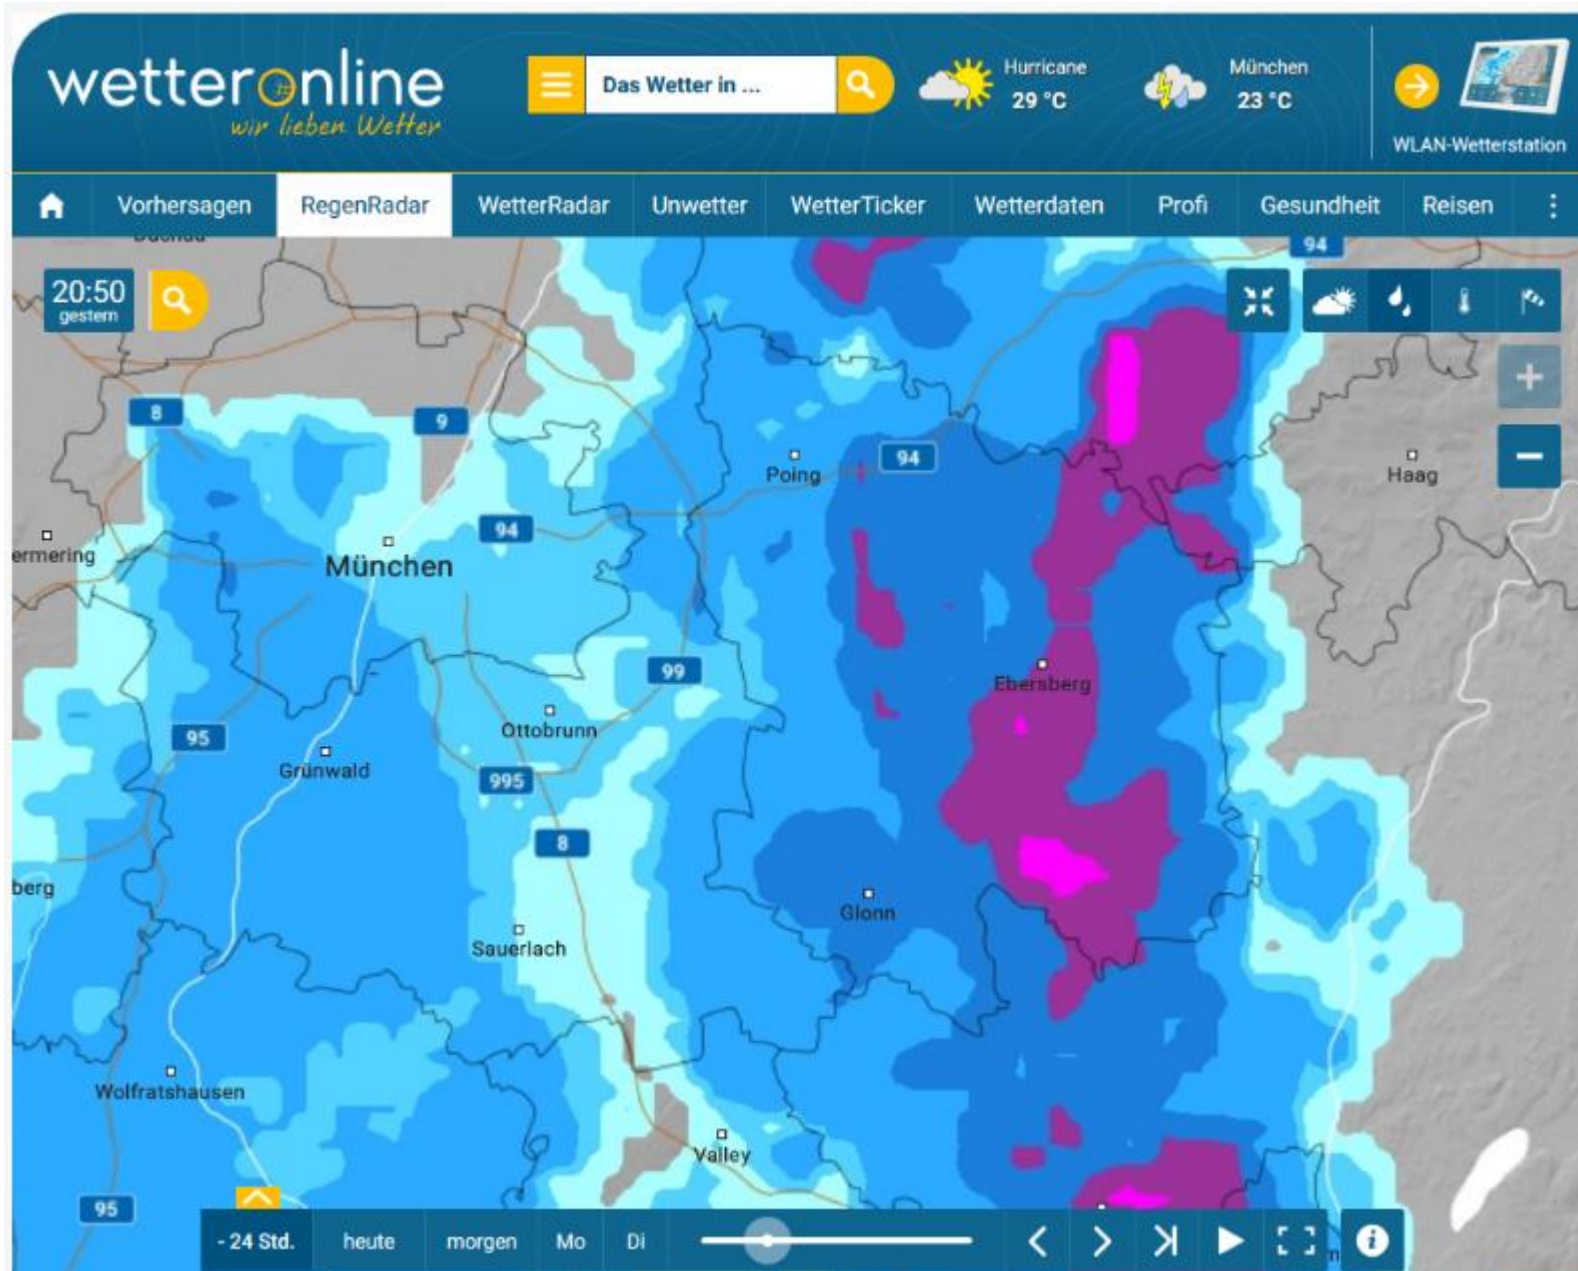 wetteronline
wir lieben Wetter
Das Wetter in ...
Hurricane
29 °C
München
23 °C
WLAN-Wetterstation
Vorhersagen
RegenRadar
WetterRadar
Unwetter
WetterTicker
Wetterdaten
Profi
Gesundheit
Reisen
94
20:50
gestern
8
9
94
Poing
Haag
94
ermering
München
99
Ebersberg
Ottobrunn
95
Grünwald
995
8
berg
Glonn
Sauerlach
Wolfratshausen
Valley
95
- 24 Std.
heute
morgen
Mo
Di